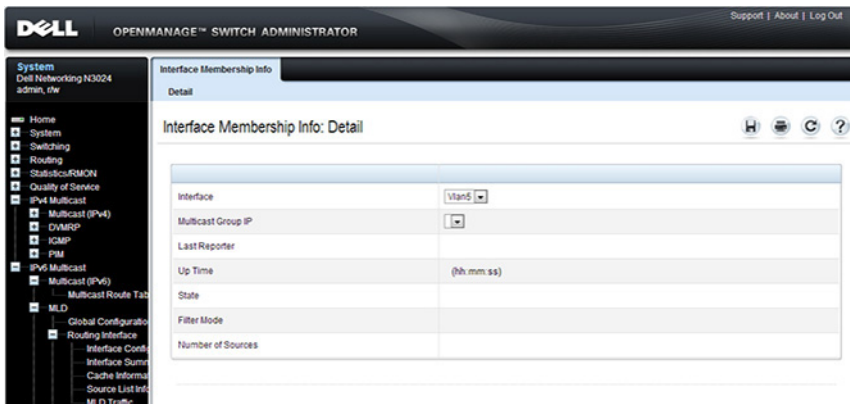 Support | About | Log Out
DELL
OPENMANAGE™ SWITCH ADMINISTRATOR
System
Dell Networking N3024
admin, r/w
Home
System
Switching
Routing
Statistics/RMON
Quality of Service
IPv4 Multicast
Multicast (IPv4)
DVMRP
IGMP
PIM
IPv6 Multicast
Multicast (IPv6)
Multicast Route Tab
MLD
Global Configuratio
Routing Interface
Interface Config
Interface Summ
Cache Informa
Source List Info
MLD Traffic
Interface Membership Info
Detail
Interface Membership Info: Detail
Interface
Vlan5
Multicast Group IP
Last Reporter
Up Time
(hh:mm:ss)
State
Filter Mode
Number of Sources